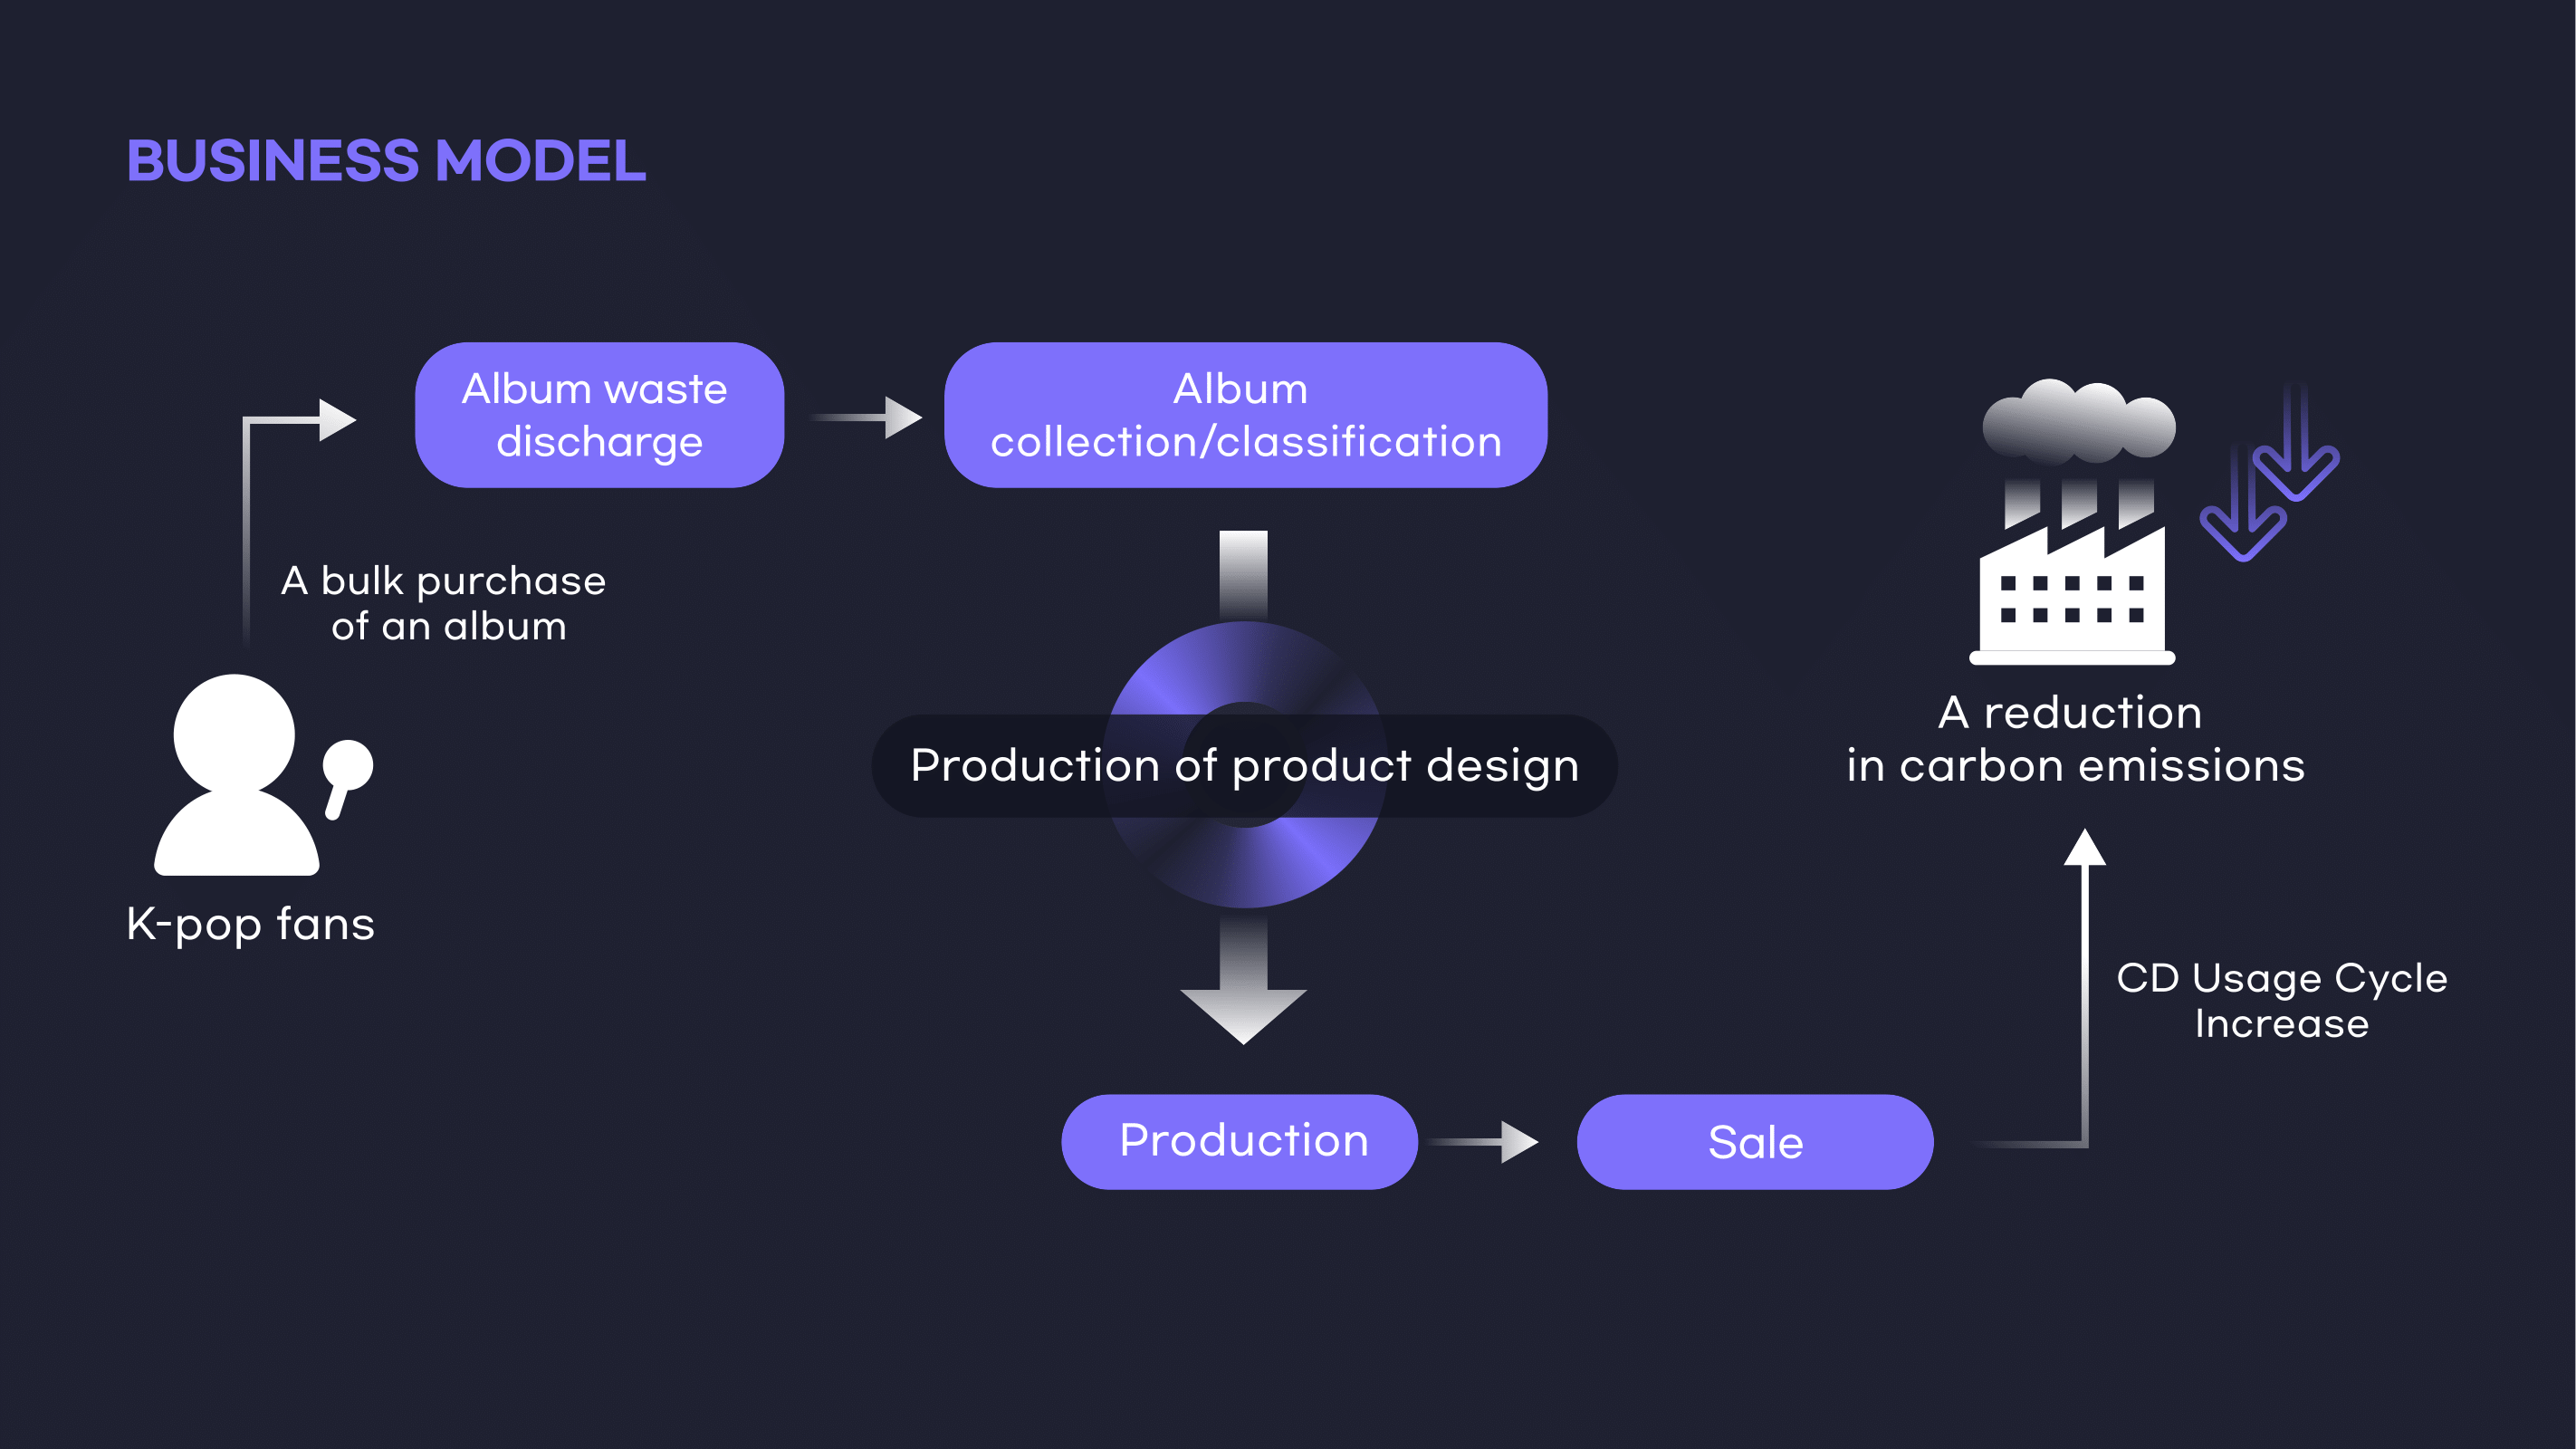 BUSINESS MODEL
Album waste
discharge
Album
collection/classification
A bulk purchase
of an album
K-pop fans
Production of product design
Production
Sale
CD Usage Cycle
Increase
A reduction
in carbon emissions